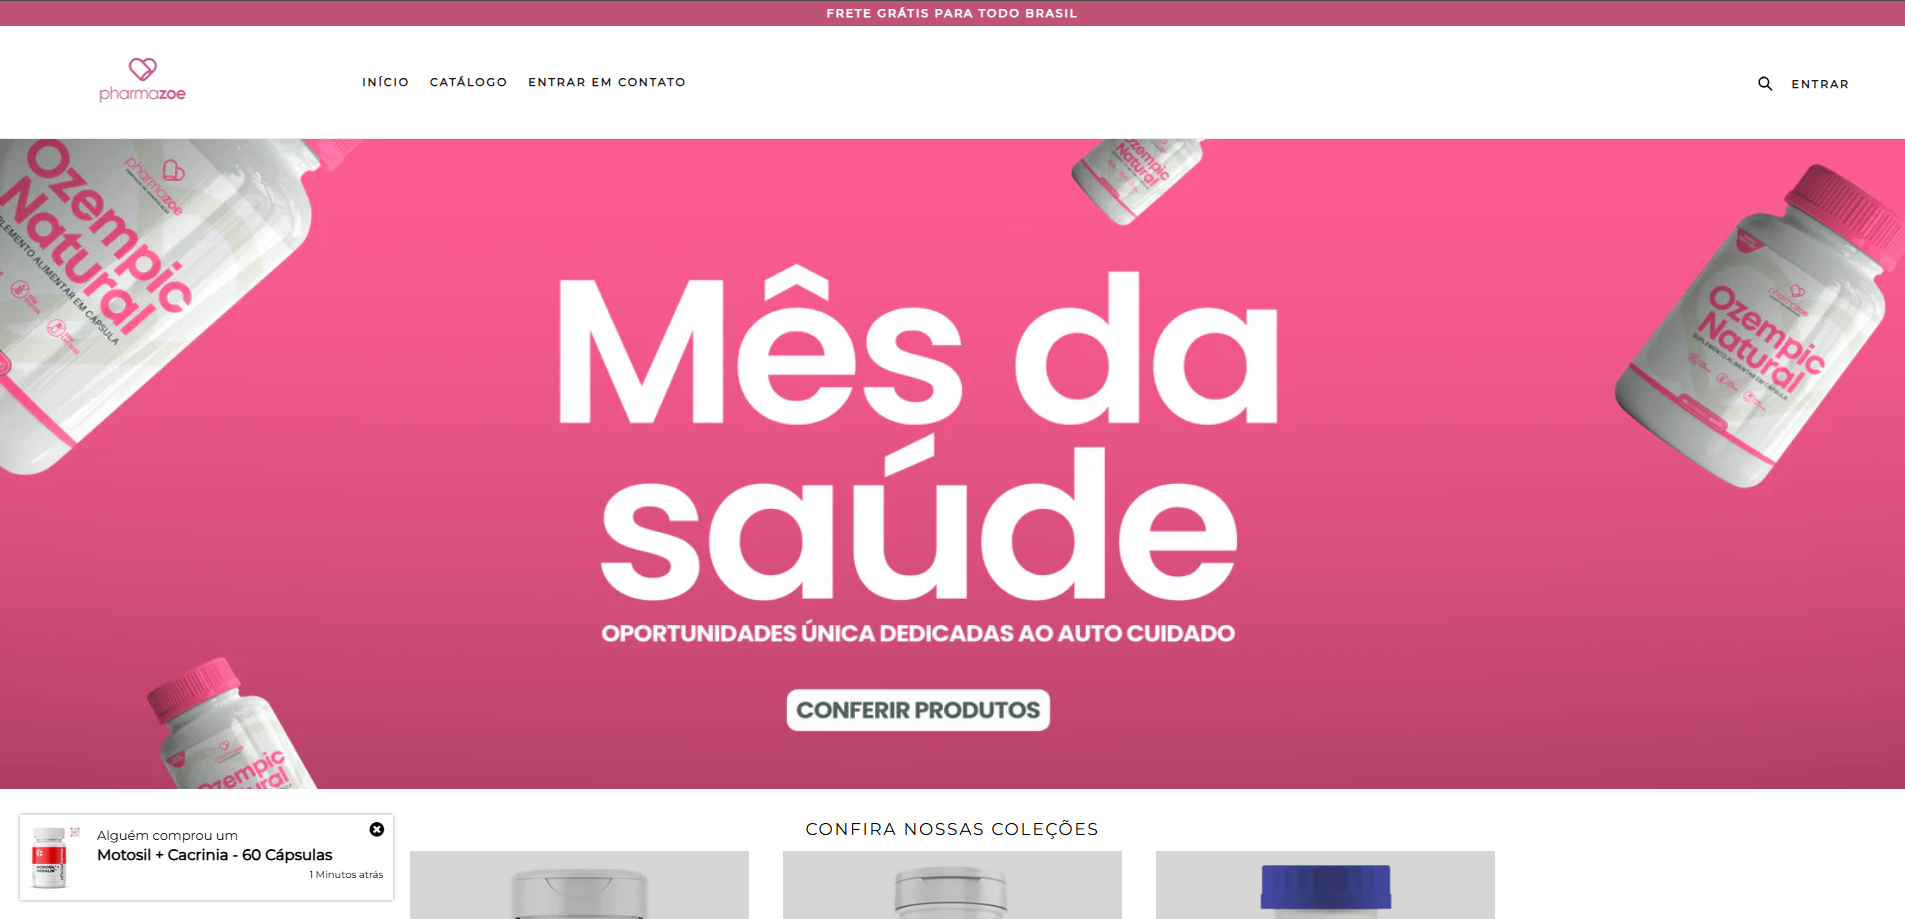 FRETE GRÁTIS PARA TODO BRASIL
pharmazoe
INÍCIO CATÁLOGO ENTRAR EM CONTATO
ENTRAR
pharmazoe
Ozempic
Natural
SUPLEMENTO ALIMENTAR EM CÁPSULA
Ozempic
Natural
pharmazoe
Ozempic
Natural
SUPLEMENTO ALIMENTAR EM CÁPSULA
Mês da
saúde
OPORTUNIDADES ÚNICA DEDICADAS AO AUTO CUIDADO
CONFERIR PRODUTOS
Ozempic
Natural
CONFIRA NOSSAS COLEÇÕES
Alguém comprou um
Motosil + Cacrinia - 60 Cápsulas
1 Minutos atrás